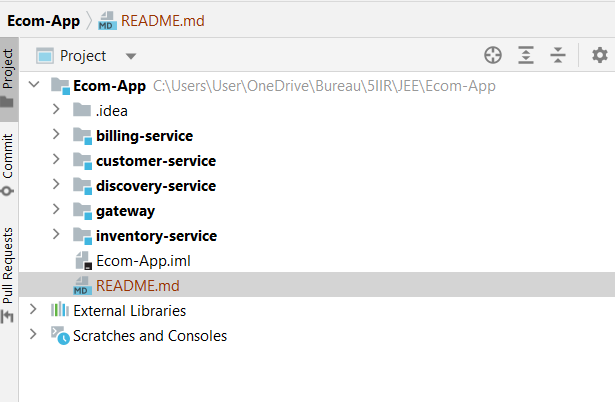 Ecom-App README.md
Project
Ecom-App C:\Users\User\OneDrive\Bureau\5IIR\JEE\Ecom-App
.idea
billing-service
customer-service
discovery-service
gateway
inventory-service
Ecom-App.iml
README.md
External Libraries
Scratches and Consoles
Project
Commit
Pull Requests